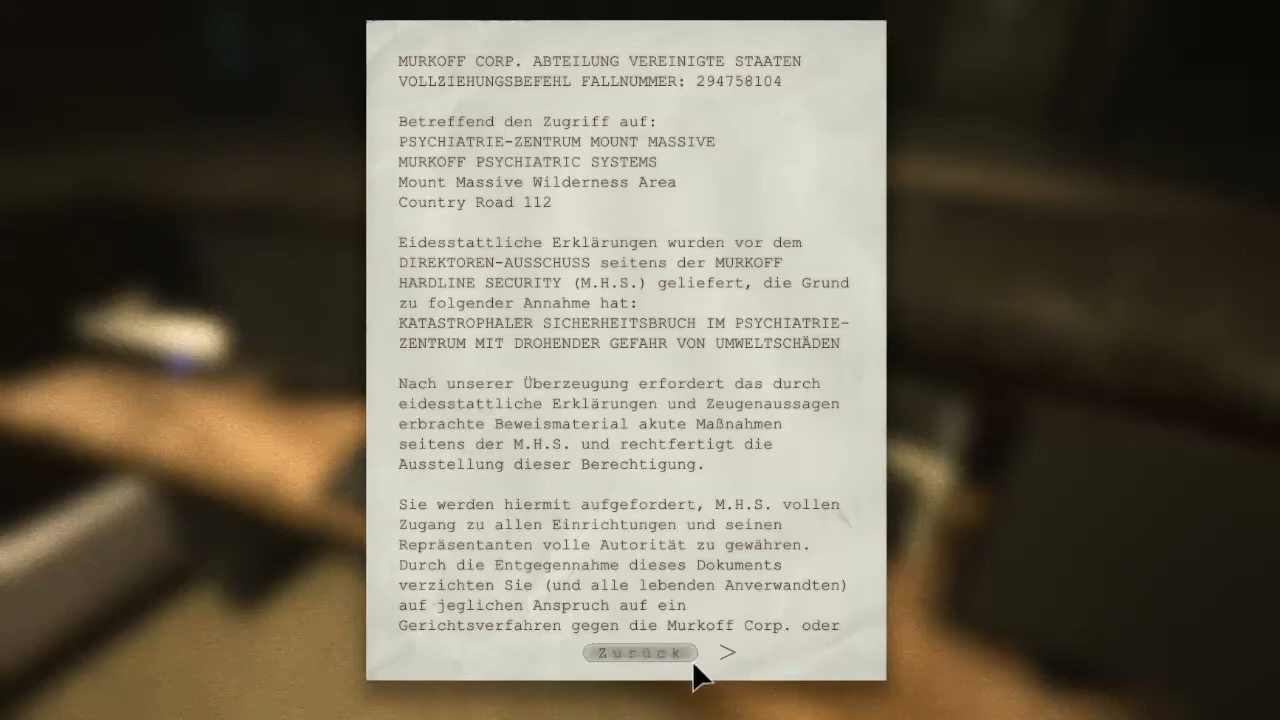 MURKOFF CORP. ABTEILUNG VEREINIGTE STAATEN
VOLLZIEHUNGSBEFEHL FALLNUMMER: 294758104
Betreffend den Zugriff auf:
PSYCHIATRIE-ZENTRUM MOUNT MASSIVE
MURKOFF PSYCHIATRIC SYSTEMS
Mount Massive Wilderness Area
Country Road 112
Eidesstattliche Erklärungen wurden vor dem
DIREKTOREN-AUSSCHUSS seitens der MURKOFF
HARDLINE SECURITY (M.H.S.) geliefert, die Grund
zu folgender Annahme hat:
KATASTROPHALER SICHERHEITSBRUCH IM PSYCHIATRIE-
ZENTRUM MIT DROHENDER GEFAHR VON UMWELTSCHÄDEN
Nach unserer Überzeugung erfordert das durch
eidesstattliche Erklärungen und Zeugenaussagen
erbrachte Beweismaterial akute Maßnahmen
seitens der M.H.S. und rechtfertigt die
Ausstellung dieser Berechtigung.
Sie werden hiermit aufgefordert, M.H.S. vollen
Zugang zu allen Einrichtungen und seinen
Repräsentanten volle Autorität zu gewähren.
Durch die Entgegennahme dieses Dokuments
verzichten Sie (und alle lebenden Anverwandten)
auf jeglichen Anspruch auf ein
Gerichtsverfahren gegen die Murkoff Corp. oder
Zurück >